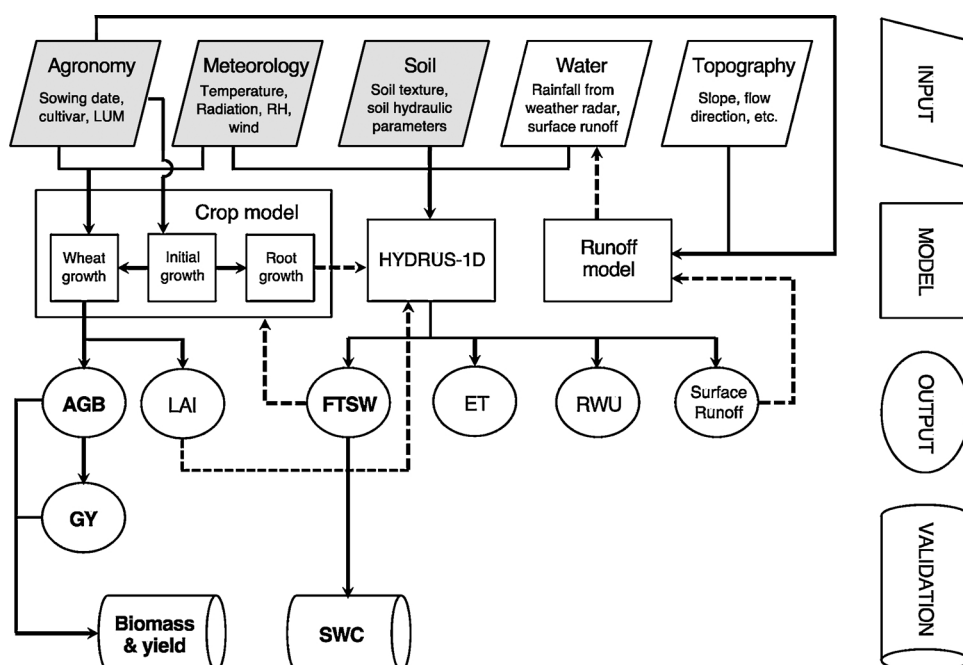 Agronomy
Sowing date,
cultivar, LUM
Meteorology
Temperature,
Radiation, RH,
wind
Soil
Soil texture,
soil hydraulic
parameters
Water
Rainfall from
weather radar,
surface runoff
Topography
Slope, flow
direction, etc.
INPUT
Crop model
Wheat
growth
Initial
growth
Root
growth
HYDRUS-1D
Runoff
model
MODEL
AGB
LAI
FTSW
ET
RWU
Surface
Runoff
OUTPUT
GY
Biomass
& yield
SWC
VALIDATION